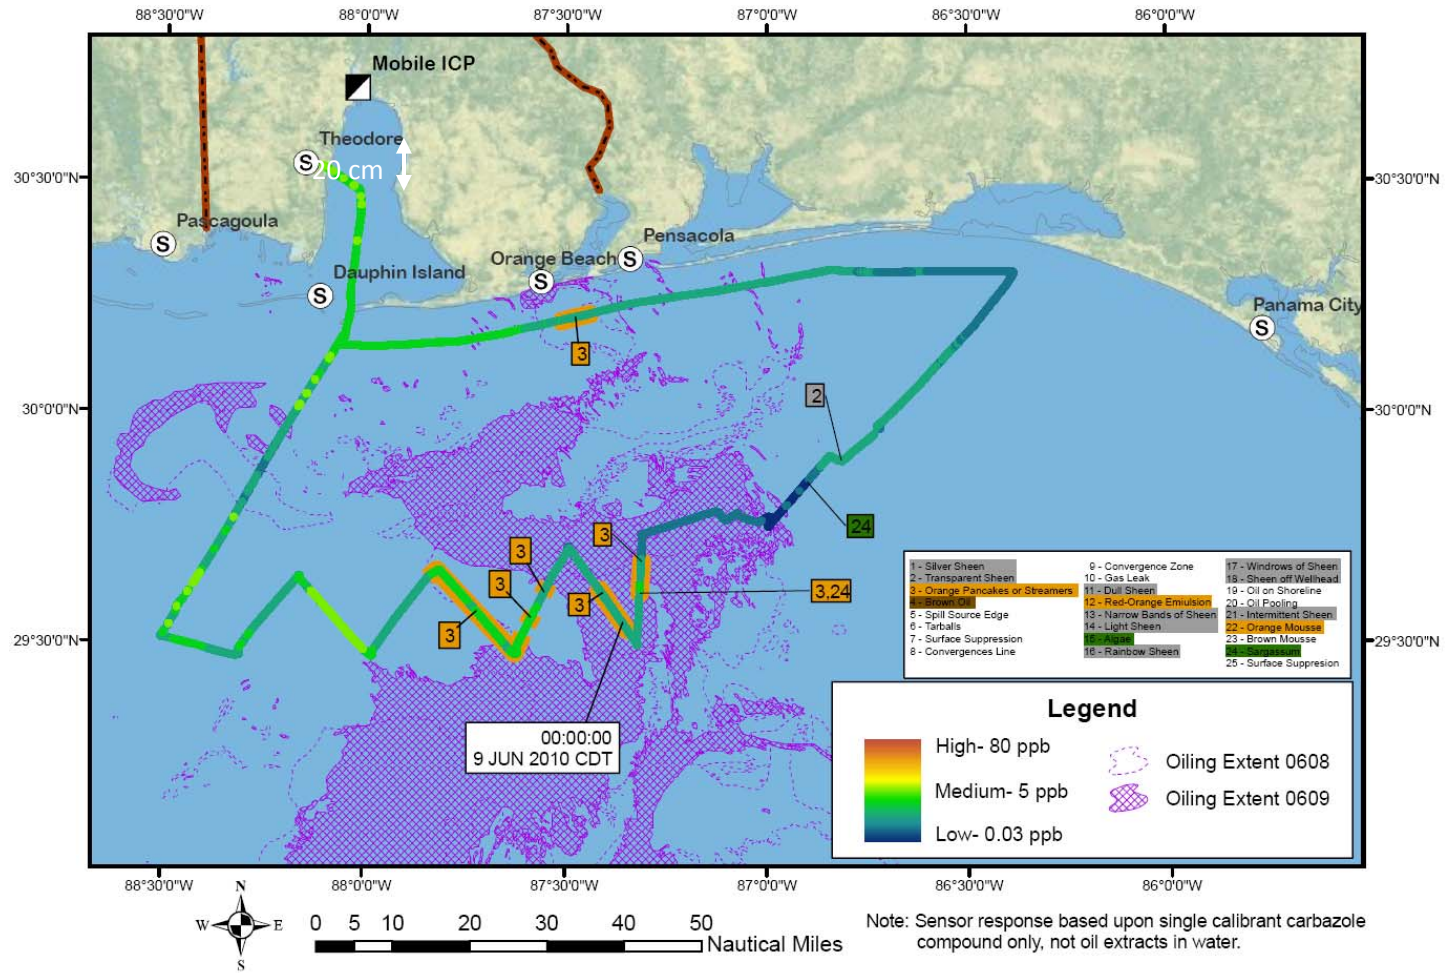 88°30'0"W 88°0'0"W 87°30'0"W 87°0'0"W 86°30'0"W 86°0'0"W
Mobile ICP
Theodore
S
20 cm
30°30'0"N
30°30'0"N
Pascagoula
S
Pensacola
S
Orange Beach
S
Dauphin Island
S
Panama City
S
3
2
30°0'0"N
30°0'0"N
24
3
3
3
3
3,24
3
29°30'0"N
29°30'0"N
00:00:00
9 JUN 2010 CDT
1 - Silver Sheen
2 - Transparent Sheen
3 - Orange Pancakes or Streamers
4 - Brown Oil
5 - Spill Source Edge
6 - Tarballs
7 - Surface Suppression
8 - Convergences Line
9 - Convergence Zone
10 - Gas Leak
11 - Dull Sheen
12 - Red-Orange Emulsion
13 - Narrow Bands of Sheen
14 - Light Sheen
15 - Algae
16 - Rainbow Sheen
17 - Windrows of Sheen
18 - Sheen off Wellhead
19 - Oil on Shoreline
20 - Oil Pooling
21 - Intermittent Sheen
22 - Orange Mousse
23 - Brown Mousse
24 - Sargassum
25 - Surface Suppresion
Legend
High- 80 ppb
Medium- 5 ppb
Low- 0.03 ppb
Oiling Extent 0608
Oiling Extent 0609
88°30'0"W 88°0'0"W 87°30'0"W 87°0'0"W 86°30'0"W 86°0'0"W
N
W E
S
0 5 10 20 30 40 50
Nautical Miles
Note: Sensor response based upon single calibrant carbazole
compound only, not oil extracts in water.